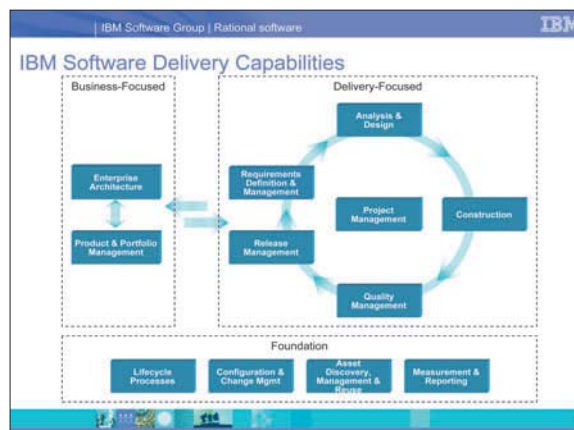 IBM Software Group | Rational software
IBM
IBM Software Delivery Capabilities
Business-Focused
Delivery-Focused
Analysis &
Design
Enterprise
Architecture
Requirements
Definition &
Management
Project
Management
Construction
Product & Portfolio
Management
Release
Management
Quality
Management
Foundation
Lifecycle
Processes
Configuration &
Change Mgmt
Asset
Discovery,
Management &
Reuse
Measurement &
Reporting